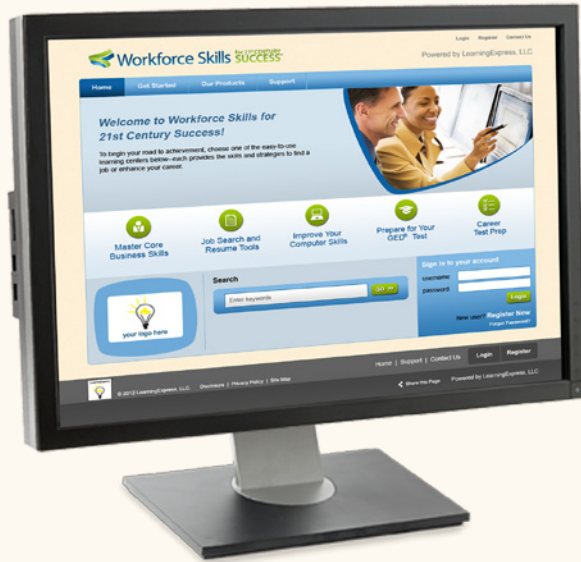 Login Register Contact Us
Workforce Skills for 21st CENTURY SUCCESS
Powered by LearningExpress, LLC
Home Get Started Our Products Support
Welcome to Workforce Skills for
21st Century Success!
To begin your road to achievement, choose one of the easy-to-use
learning centers below–each provides the skills and strategies to find a
job or enhance your career.
Master Core
Business Skills
Job Search and
Resume Tools
Improve Your
Computer Skills
Prepare for Your
GED® Test
Career
Test Prep
your logo here
Search
Enter keywords
Go
Sign in to your account
username
password
Login
New user? Register Now
Forgot Password?
Home | Support | Contact Us Login Register
© 2012 LearningExpress, LLC. Disclosure | Privacy Policy | Site Map
Share this Page Powered by LearningExpress, LLC